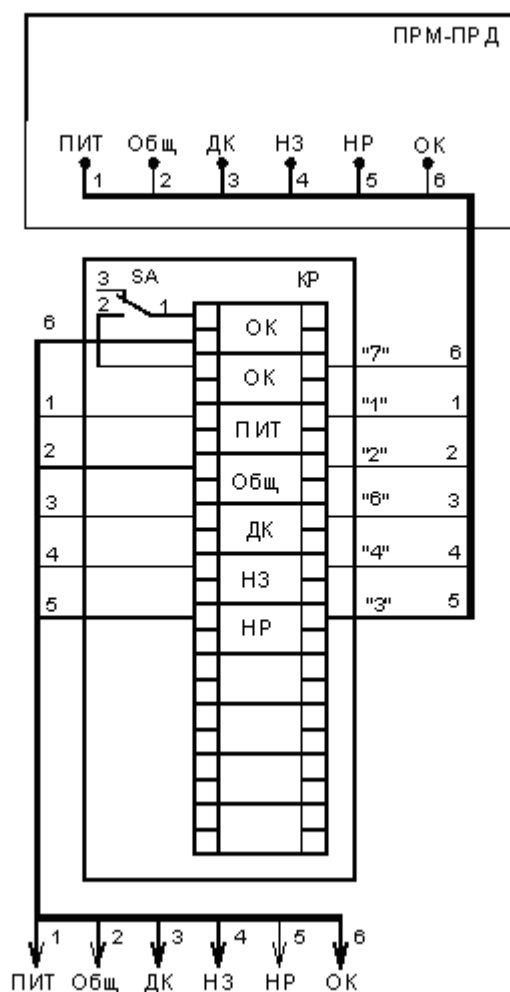 ПРМ-ПРД
ПИТ Общ ДК НЗ НР ОК
1 2 3 4 5 6
3 SA КР
2 1
6 ОК
ОК "7" 6
1 ПИТ "1" 1
2 Общ "2" 2
3 ДК "6" 3
4 НЗ "4" 4
5 НР "3" 5
1 2 3 4 5 6
ПИТ Общ ДК НЗ НР ОК